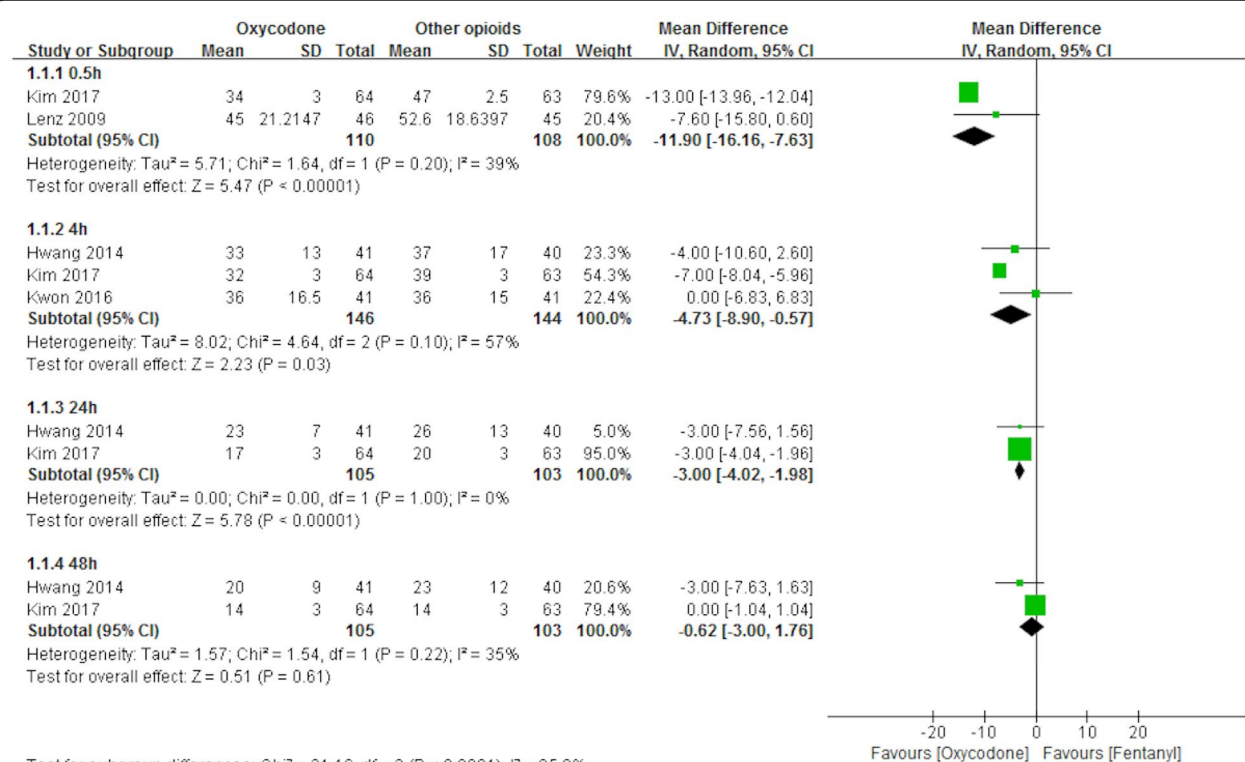 Oxycodone Other opioids Mean Difference Mean Difference
Study or Subgroup Mean SD Total Mean SD Total Weight IV, Random, 95% CI IV, Random, 95% CI
1.1.1 0.5h
Kim 2017 34 3 64 47 2.5 63 79.6% -13.00 [-13.96, -12.04]
Lenz 2009 45 21.2147 46 52.6 18.6397 45 20.4% -7.60 [-15.80, 0.60]
Subtotal (95% CI) 110 108 100.0% -11.90 [-16.16, -7.63]
Heterogeneity: Tau² = 5.71; Chi² = 1.64, df = 1 (P = 0.20); I² = 39%
Test for overall effect: Z = 5.47 (P < 0.00001)
1.1.2 4h
Hwang 2014 33 13 41 37 17 40 23.3% -4.00 [-10.60, 2.60]
Kim 2017 32 3 64 39 3 63 54.3% -7.00 [-8.04, -5.96]
Kwon 2016 36 16.5 41 36 15 41 22.4% 0.00 [-6.83, 6.83]
Subtotal (95% CI) 146 144 100.0% -4.73 [-8.90, -0.57]
Heterogeneity: Tau² = 8.02; Chi² = 4.64, df = 2 (P = 0.10); I² = 57%
Test for overall effect: Z = 2.23 (P = 0.03)
1.1.3 24h
Hwang 2014 23 7 41 26 13 40 5.0% -3.00 [-7.56, 1.56]
Kim 2017 17 3 64 20 3 63 95.0% -3.00 [-4.04, -1.96]
Subtotal (95% CI) 105 103 100.0% -3.00 [-4.02, -1.98]
Heterogeneity: Tau² = 0.00; Chi² = 0.00, df = 1 (P = 1.00); I² = 0%
Test for overall effect: Z = 5.78 (P < 0.00001)
1.1.4 48h
Hwang 2014 20 9 41 23 12 40 20.6% -3.00 [-7.63, 1.63]
Kim 2017 14 3 64 14 3 63 79.4% 0.00 [-1.04, 1.04]
Subtotal (95% CI) 105 103 100.0% -0.62 [-3.00, 1.76]
Heterogeneity: Tau² = 1.57; Chi² = 1.54, df = 1 (P = 0.22); I² = 35%
Test for overall effect: Z = 0.51 (P = 0.61)
-20 -10 0 10 20
Favours [Oxycodone] Favours [Fentanyl]